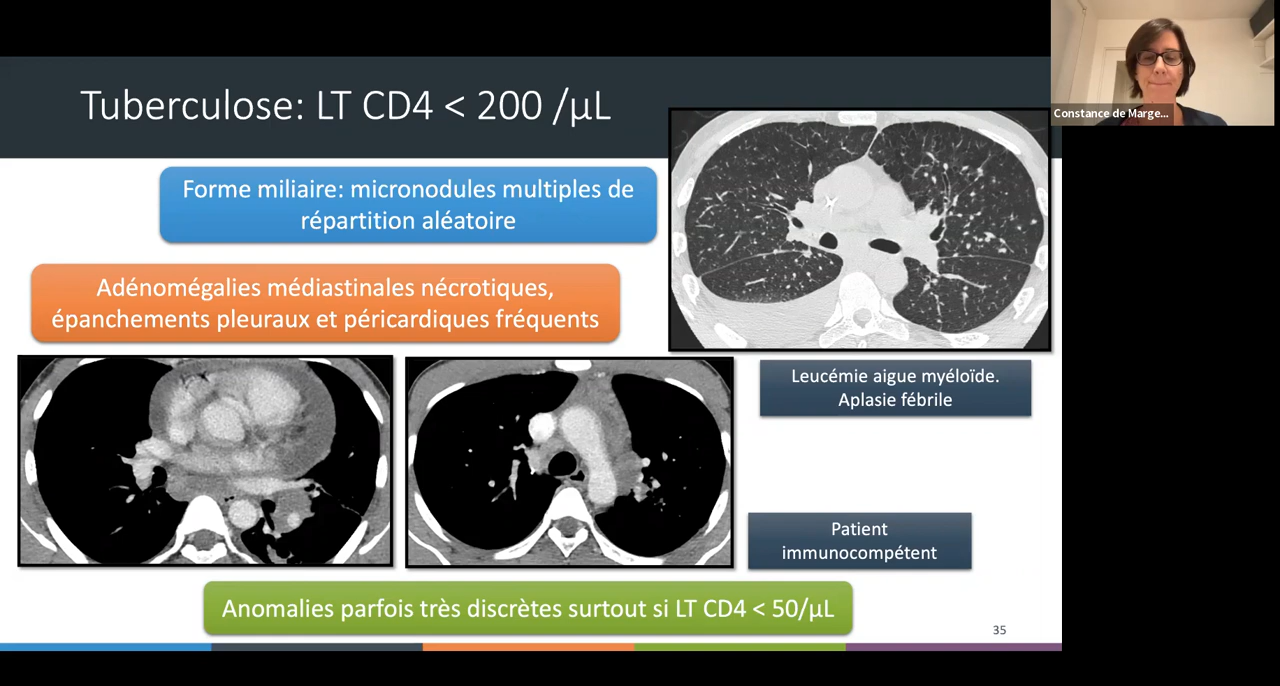 Tuberculose: LT CD4 < 200 /µL
Constance de Marge...
Forme miliaire: micronodules multiples de
répartition aléatoire
Adénomégalies médiastinales nécrotiques,
épanchements pleuraux et péricardiques fréquents
Leucémie aigue myéloïde.
Aplasie fébrile
Patient
immunocompétent
Anomalies parfois très discrètes surtout si LT CD4 < 50/µL
35